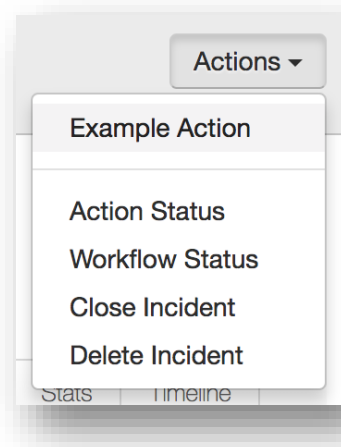 Actions
Example Action
Action Status
Workflow Status
Close Incident
Delete Incident
Stats Timeline